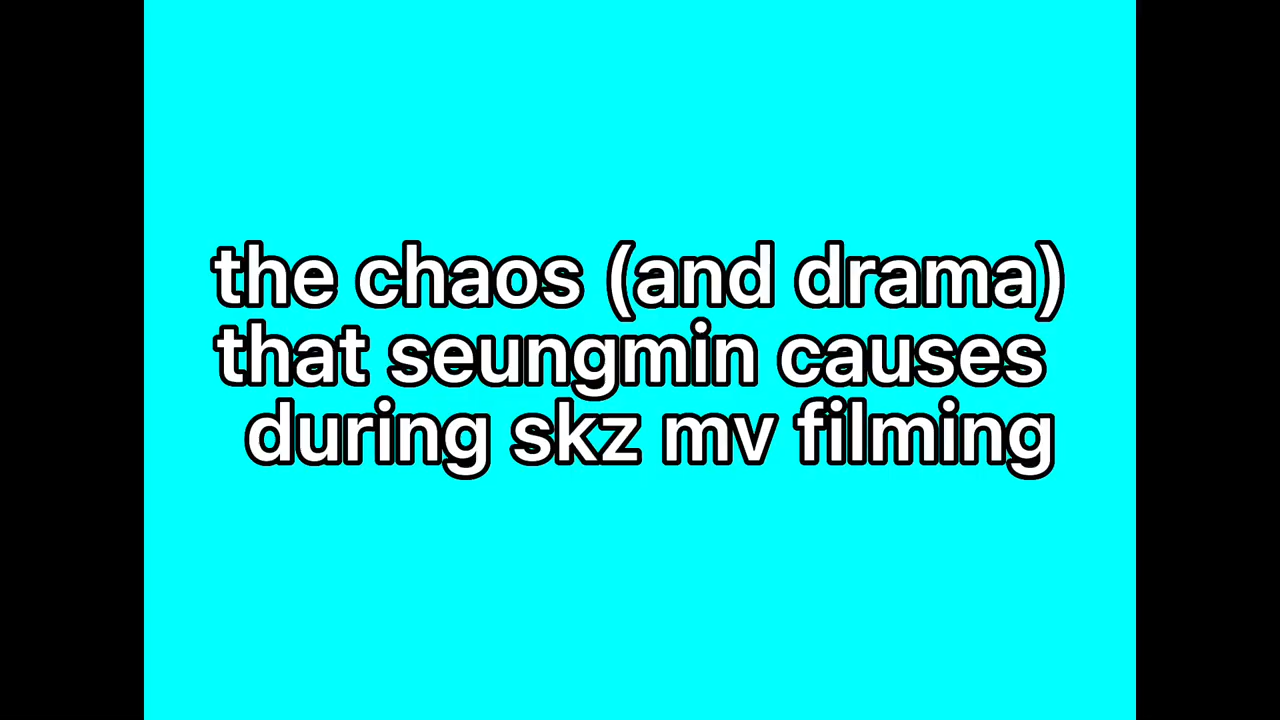 the chaos (and drama)
that seungmin causes
during skz mv filming